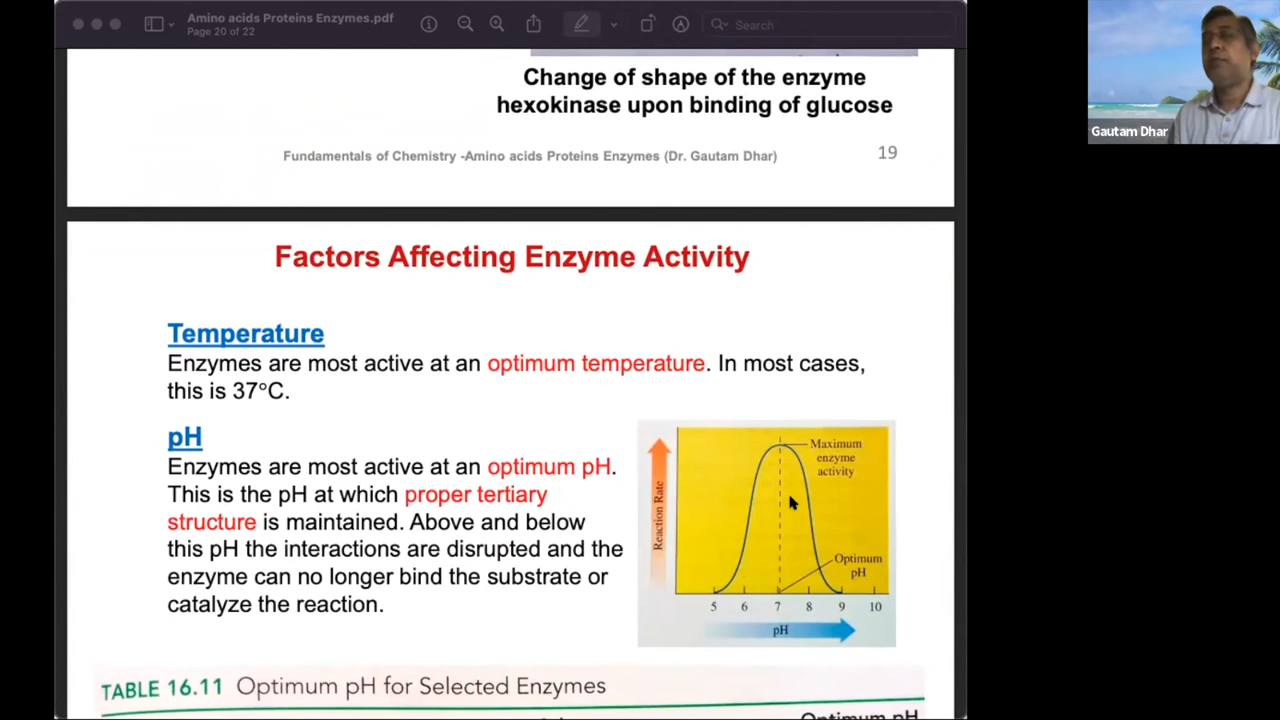 Amino acids Proteins Enzymes.pdf
Page 20 of 22
Search
Gautam Dhar
Change of shape of the enzyme
hexokinase upon binding of glucose
Fundamentals of Chemistry -Amino acids Proteins Enzymes (Dr. Gautam Dhar)
19
Factors Affecting Enzyme Activity
Temperature
Enzymes are most active at an optimum temperature. In most cases,
this is 37°C.
pH
Enzymes are most active at an optimum pH.
This is the pH at which proper tertiary
structure is maintained. Above and below
this pH the interactions are disrupted and the
enzyme can no longer bind the substrate or
catalyze the reaction.
Reaction Rate
Maximum
enzyme
activity
Optimum
pH
5 6 7 8 9 10
pH
TABLE 16.11 Optimum pH for Selected Enzymes
Optimum pH